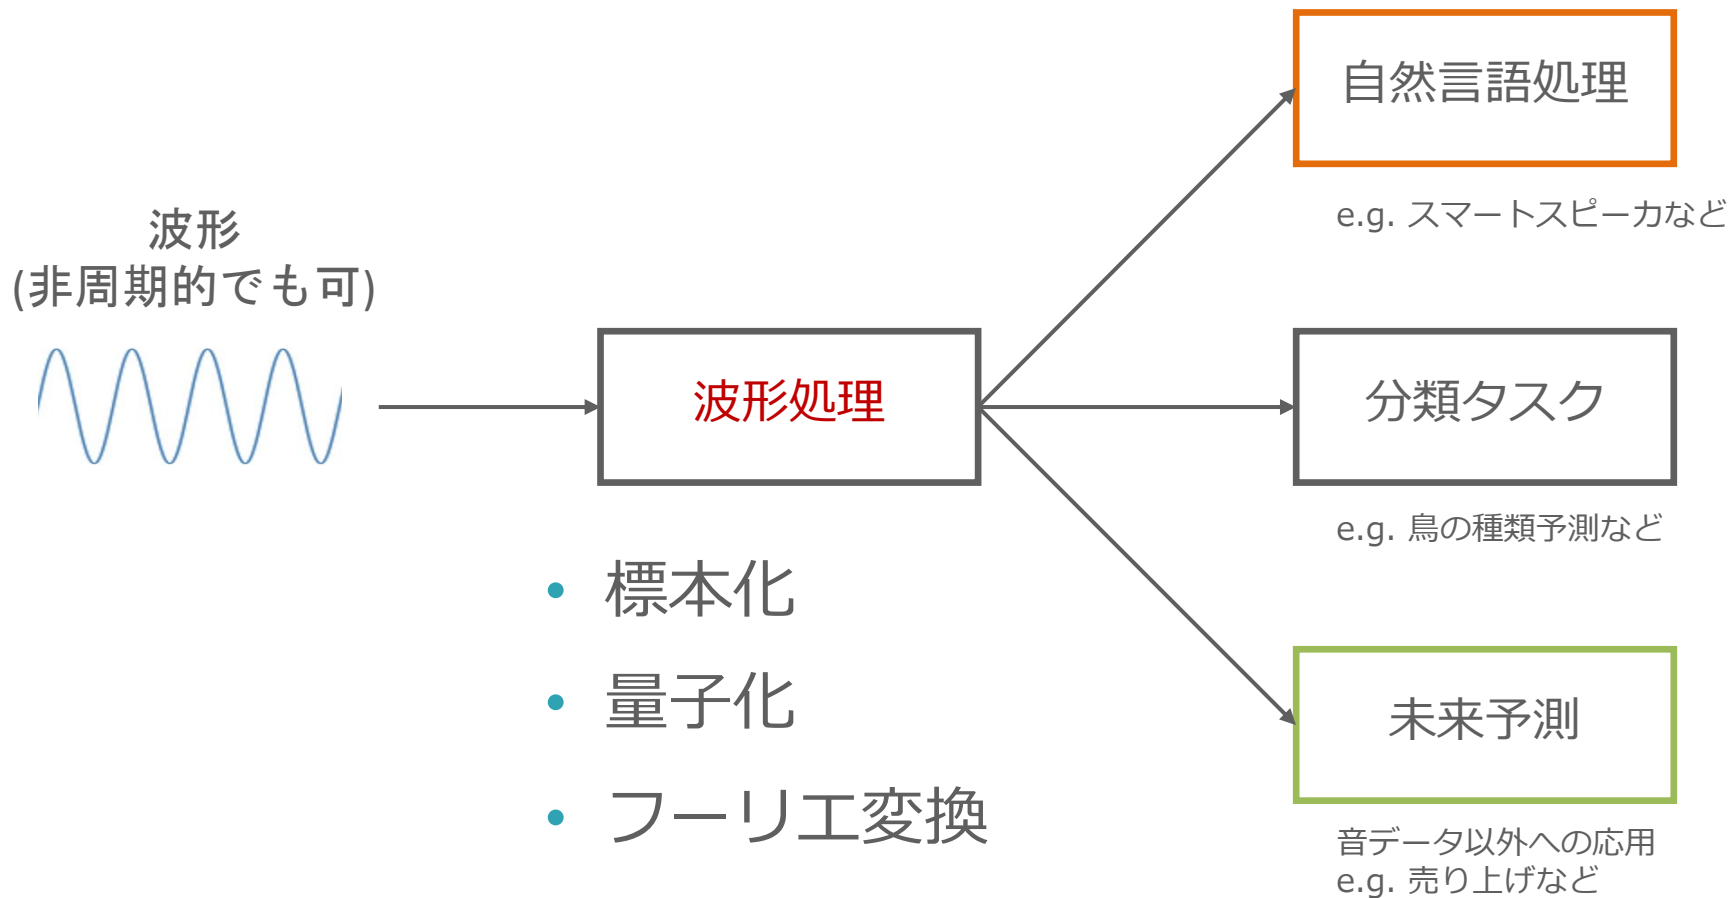 波形
(非周期的でも可)
波形処理
• 標本化
• 量子化
• フーリエ変換
自然言語処理
e.g. スマートスピーカなど
分類タスク
e.g. 鳥の種類予測など
未来予測
音データ以外への応用
e.g. 売り上げなど